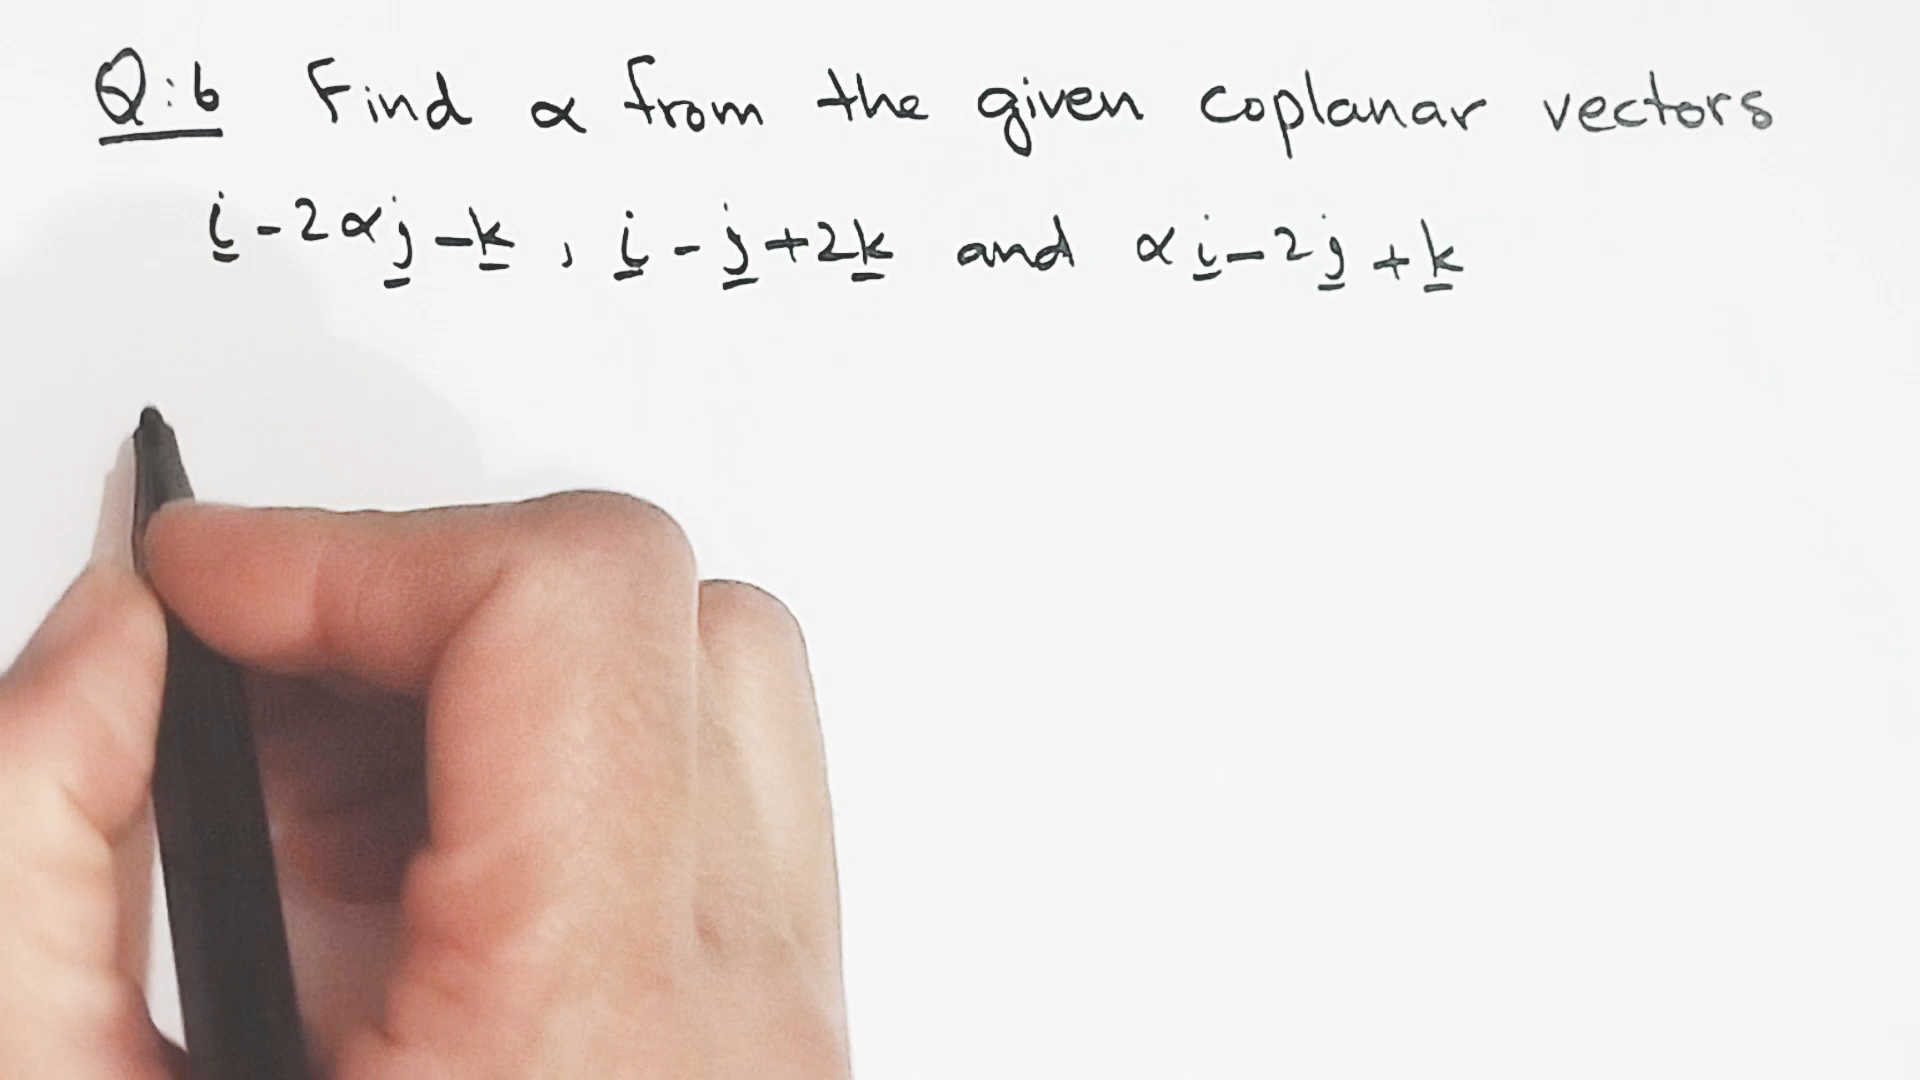 Q:6 Find α from the given coplanar vectors
i - 2αj - k , i - j + 2k and αi - 2j + k